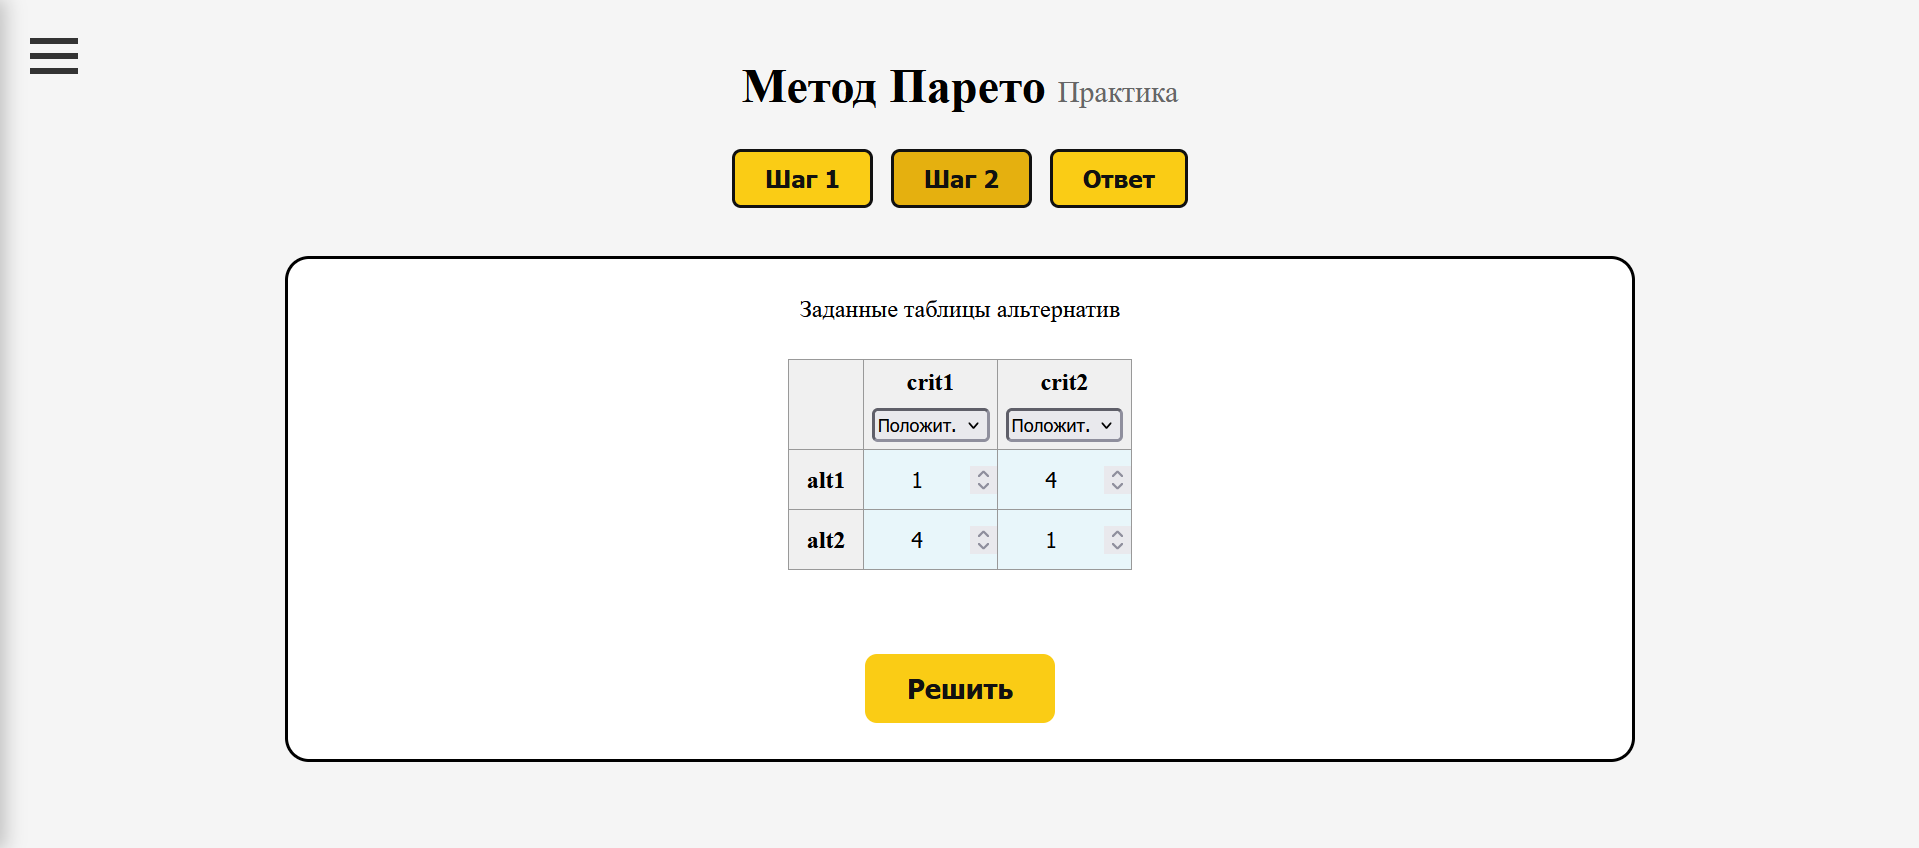 Метод Парето Практика
Шаг 1 Шаг 2 Ответ
Заданные таблицы альтернатив
crit1 crit2
Положит. Положит.
alt1 1 4
alt2 4 1
Решить